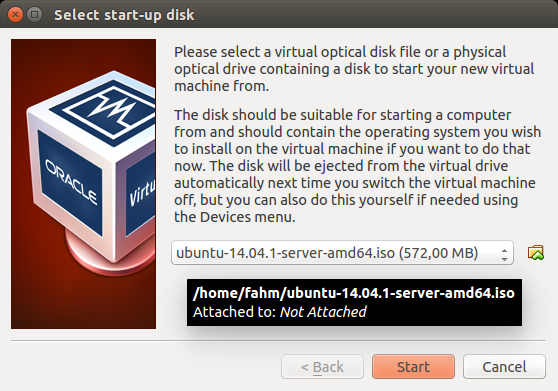 Select start-up disk
Please select a virtual optical disk file or a physical
optical drive containing a disk to start your new virtual
machine from.
The disk should be suitable for starting a computer
from and should contain the operating system you wish
to install on the virtual machine if you want to do that
now. The disk will be ejected from the virtual drive
automatically next time you switch the virtual machine
off, but you can also do this yourself if needed using
the Devices menu.
ORACLE
Virtu
ubuntu-14.04.1-server-amd64.iso (572,00 MB)
/home/fahm/ubuntu-14.04.1-server-amd64.iso
Attached to: Not Attached
< Back
Start
Cancel